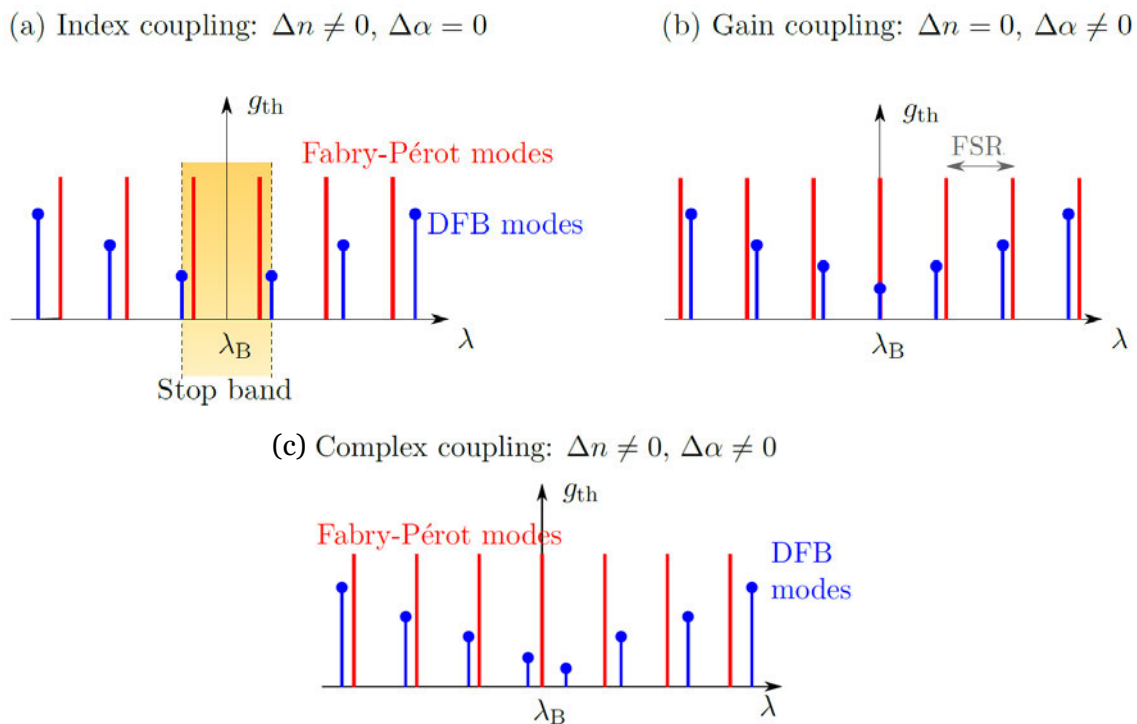 (a) Index coupling: Δn ≠ 0, Δα = 0
g_th
Fabry-Pérot modes
DFB modes
λ_B
λ
Stop band
(b) Gain coupling: Δn = 0, Δα ≠ 0
g_th
FSR
λ_B
λ
(c) Complex coupling: Δn ≠ 0, Δα ≠ 0
g_th
Fabry-Pérot modes
DFB
modes
λ_B
λ